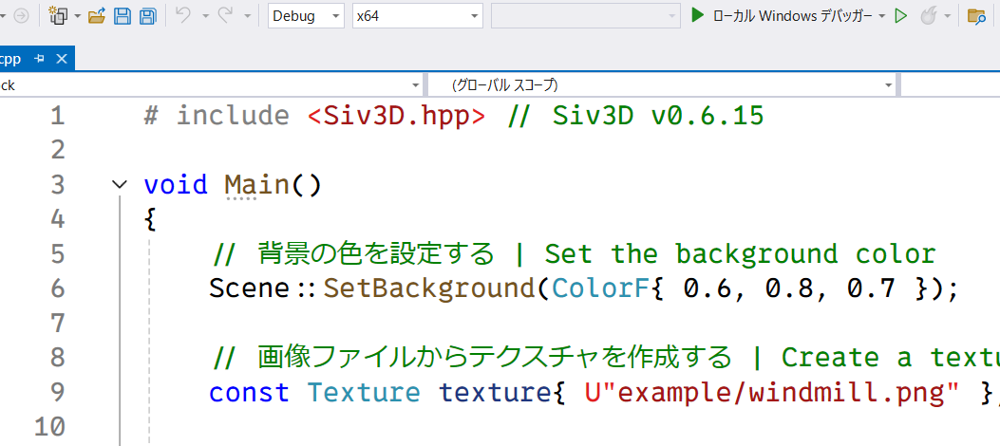 Debug x64 ローカル Windows デバッガー
cpp
ck (グローバル スコープ)
1 # include <Siv3D.hpp> // Siv3D v0.6.15
2
3 void Main()
4 {
5 // 背景の色を設定する | Set the background color
6 Scene::SetBackground(ColorF{ 0.6, 0.8, 0.7 });
7
8 // 画像ファイルからテクスチャを作成する | Create a textu
9 const Texture texture{ U"example/windmill.png" };
10